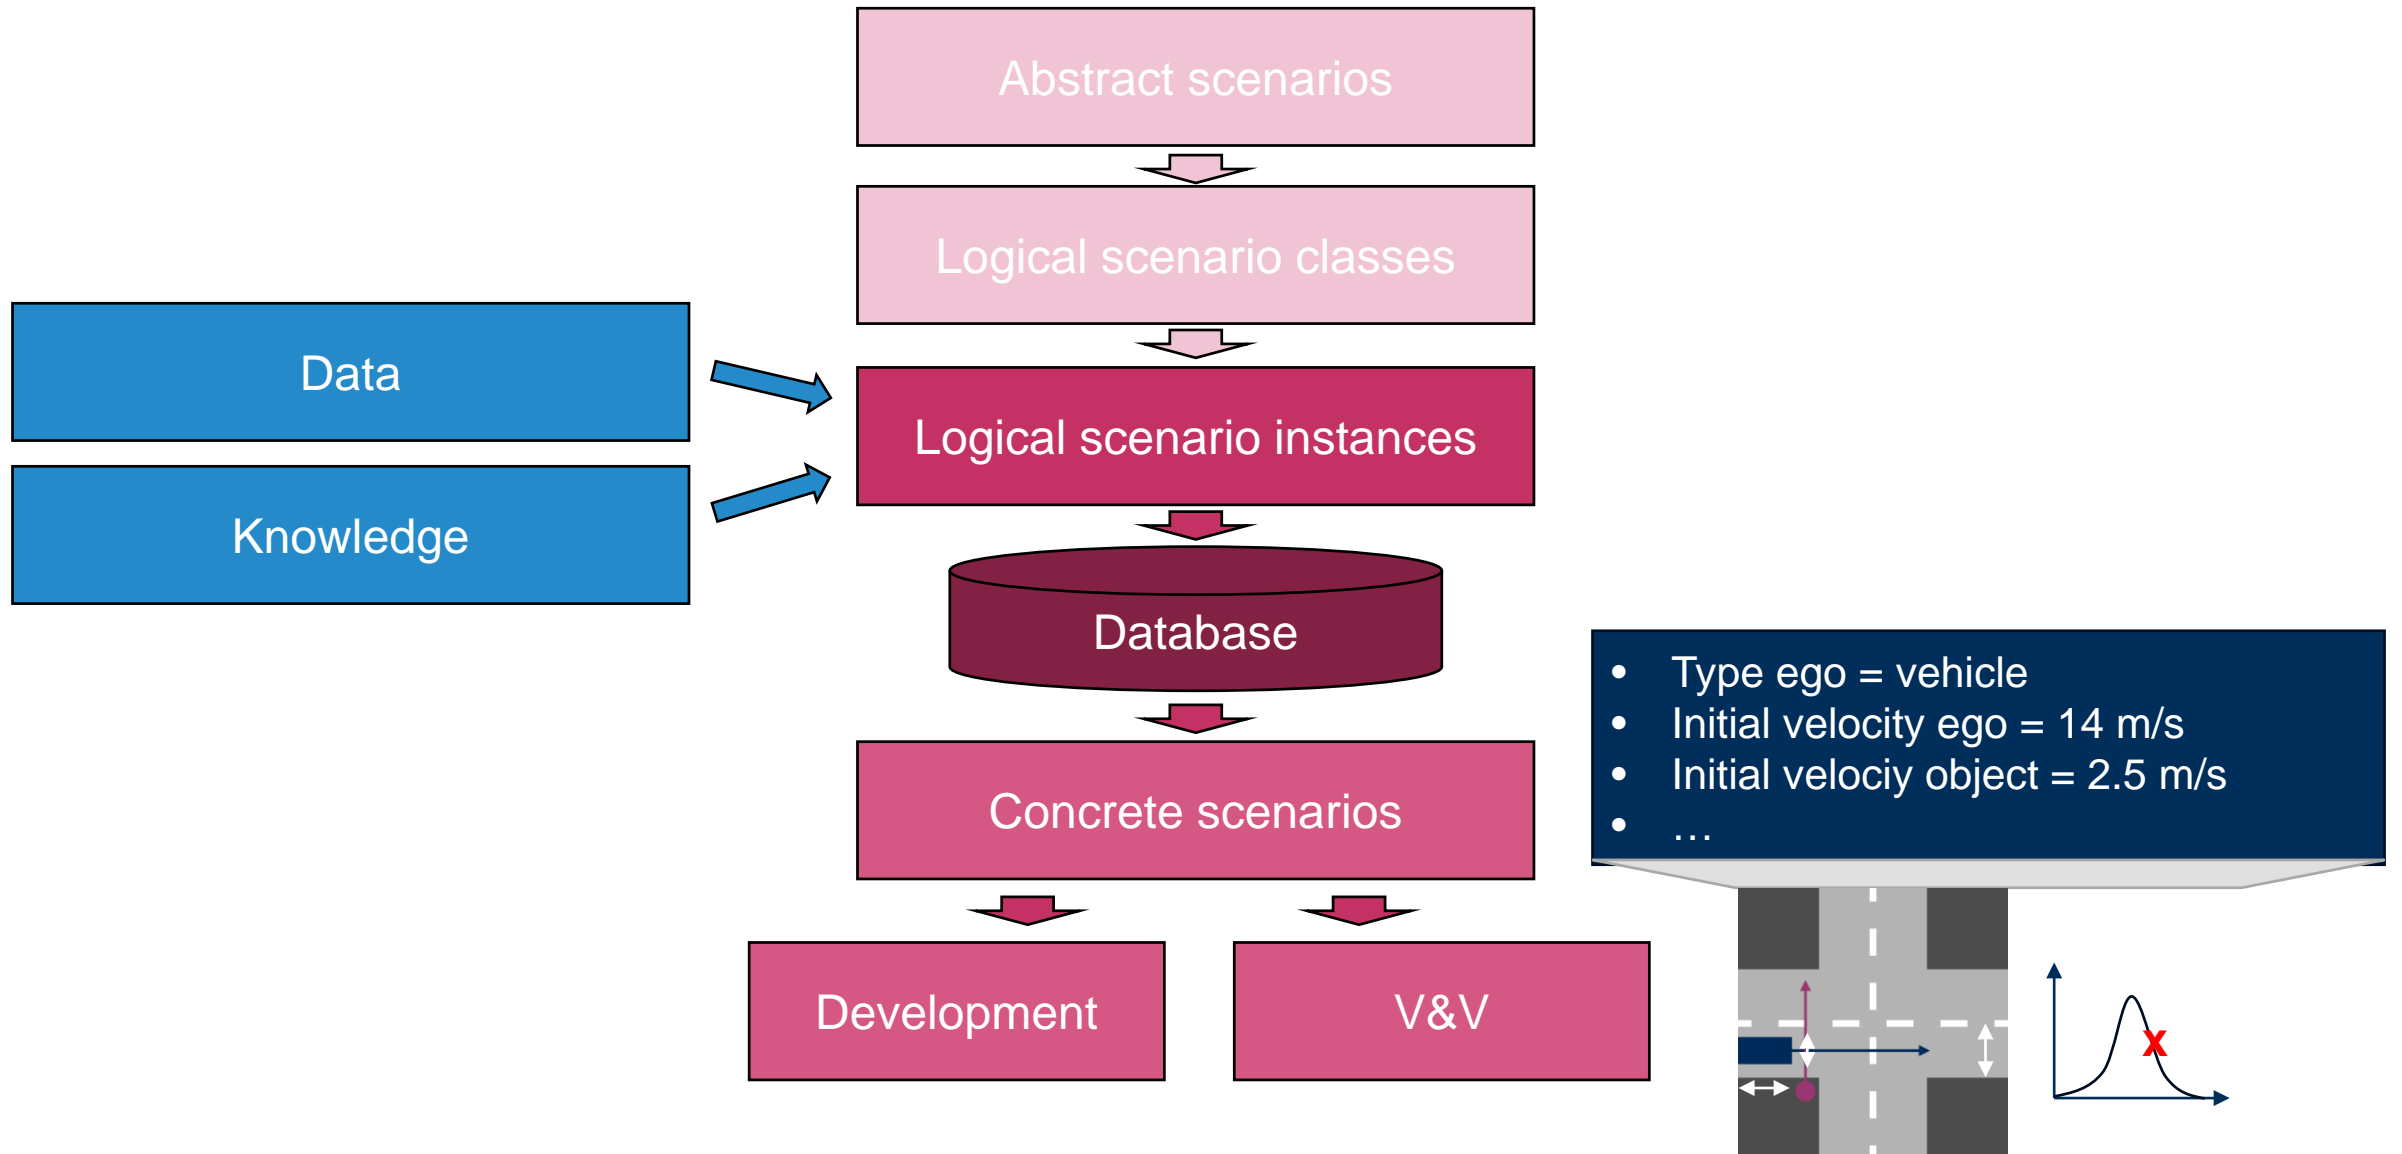 Abstract scenarios
Logical scenario classes
Data
Logical scenario instances
Knowledge
Database
• Type ego = vehicle
• Initial velocity ego = 14 m/s
• Initial velociy object = 2.5 m/s
• …
Concrete scenarios
Development
V&V
x